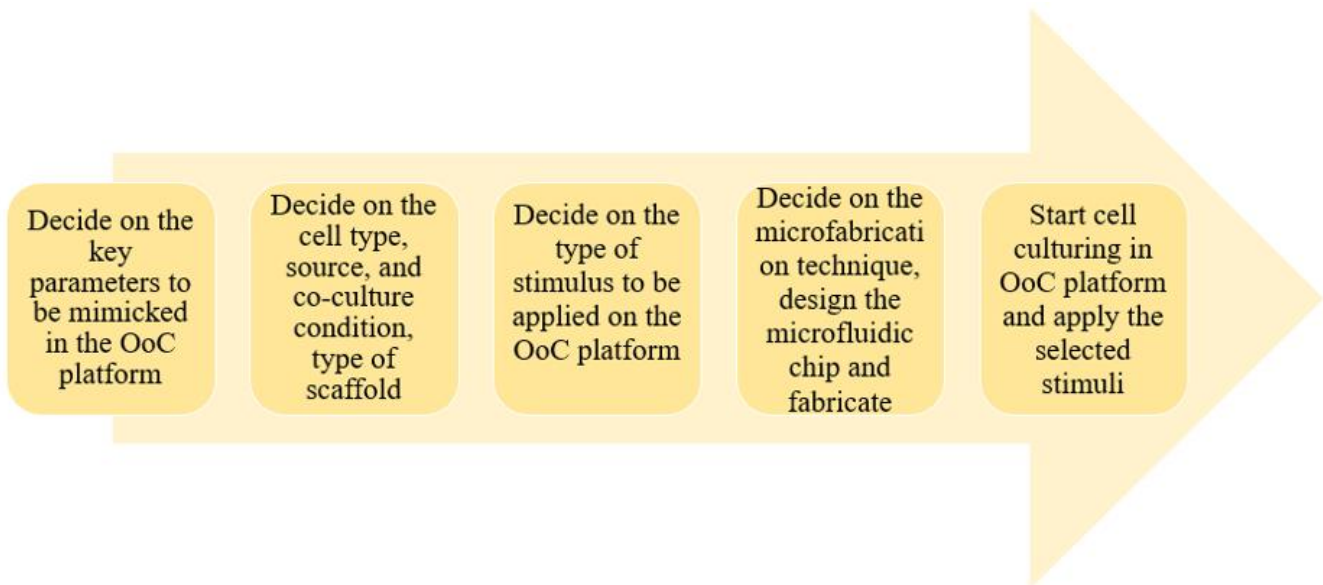 Decide on the
key
parameters to
be mimicked
in the OoC
platform
Decide on the
cell type,
source, and
co-culture
condition,
type of
scaffold
Decide on the
type of
stimulus to be
applied on the
OoC platform
Decide on the
microfabricati
on technique,
design the
microfluidic
chip and
fabricate
Start cell
culturing in
OoC platform
and apply the
selected
stimuli